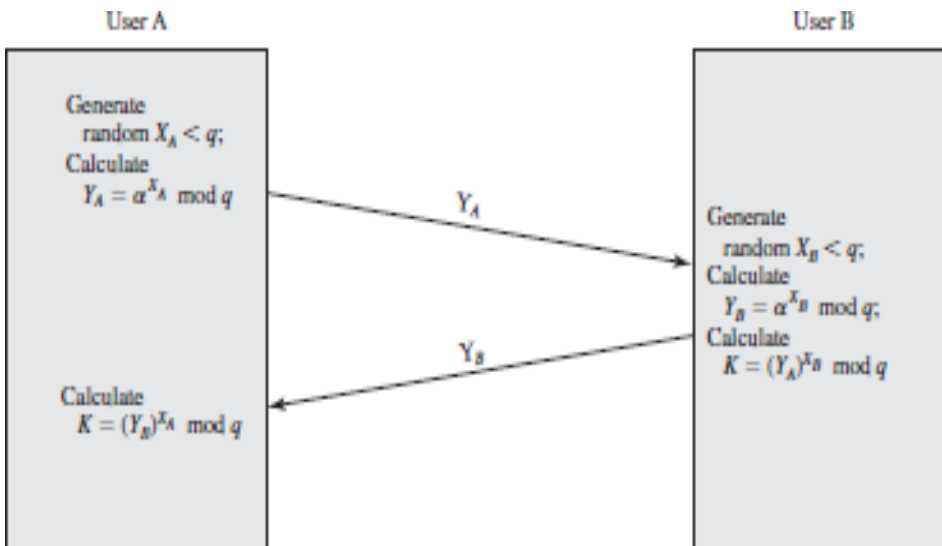 User A
User B
Generate
random X_A < q;
Calculate
Y_A = α^{X_A} mod q
Y_A
Generate
random X_B < q;
Calculate
Y_B = α^{X_B} mod q;
Calculate
K = (Y_A)^{X_B} mod q
Y_B
Calculate
K = (Y_B)^{X_A} mod q